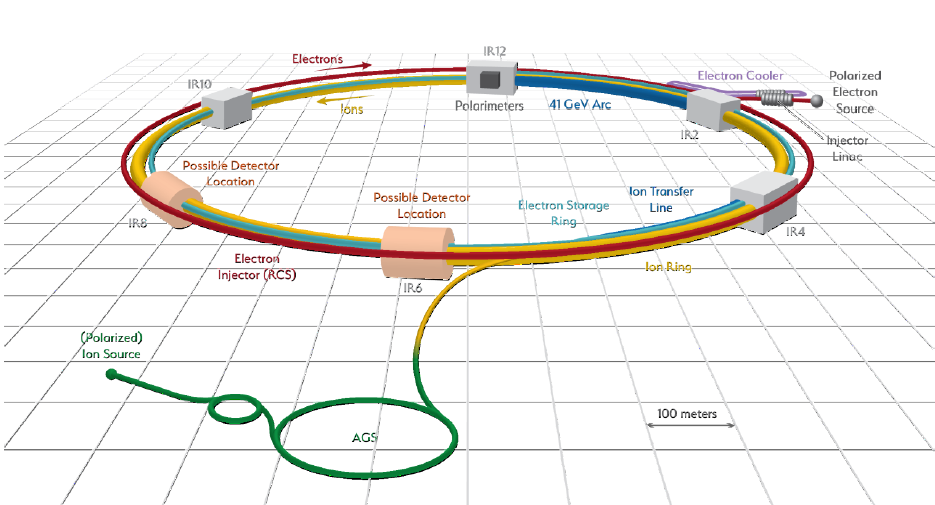 IR12
Electrons
IR10
Ions
Polarimeters
41 GeV Arc
Electron Cooler
Polarized
Electron
Source
IR2
Injector
Linac
Possible Detector
Location
IR8
Possible Detector
Location
Electron Storage
Ring
Ion Transfer
Line
IR4
Electron
Injector (RCS)
IR6
Ion Ring
(Polarized)
Ion Source
AGS
100 meters